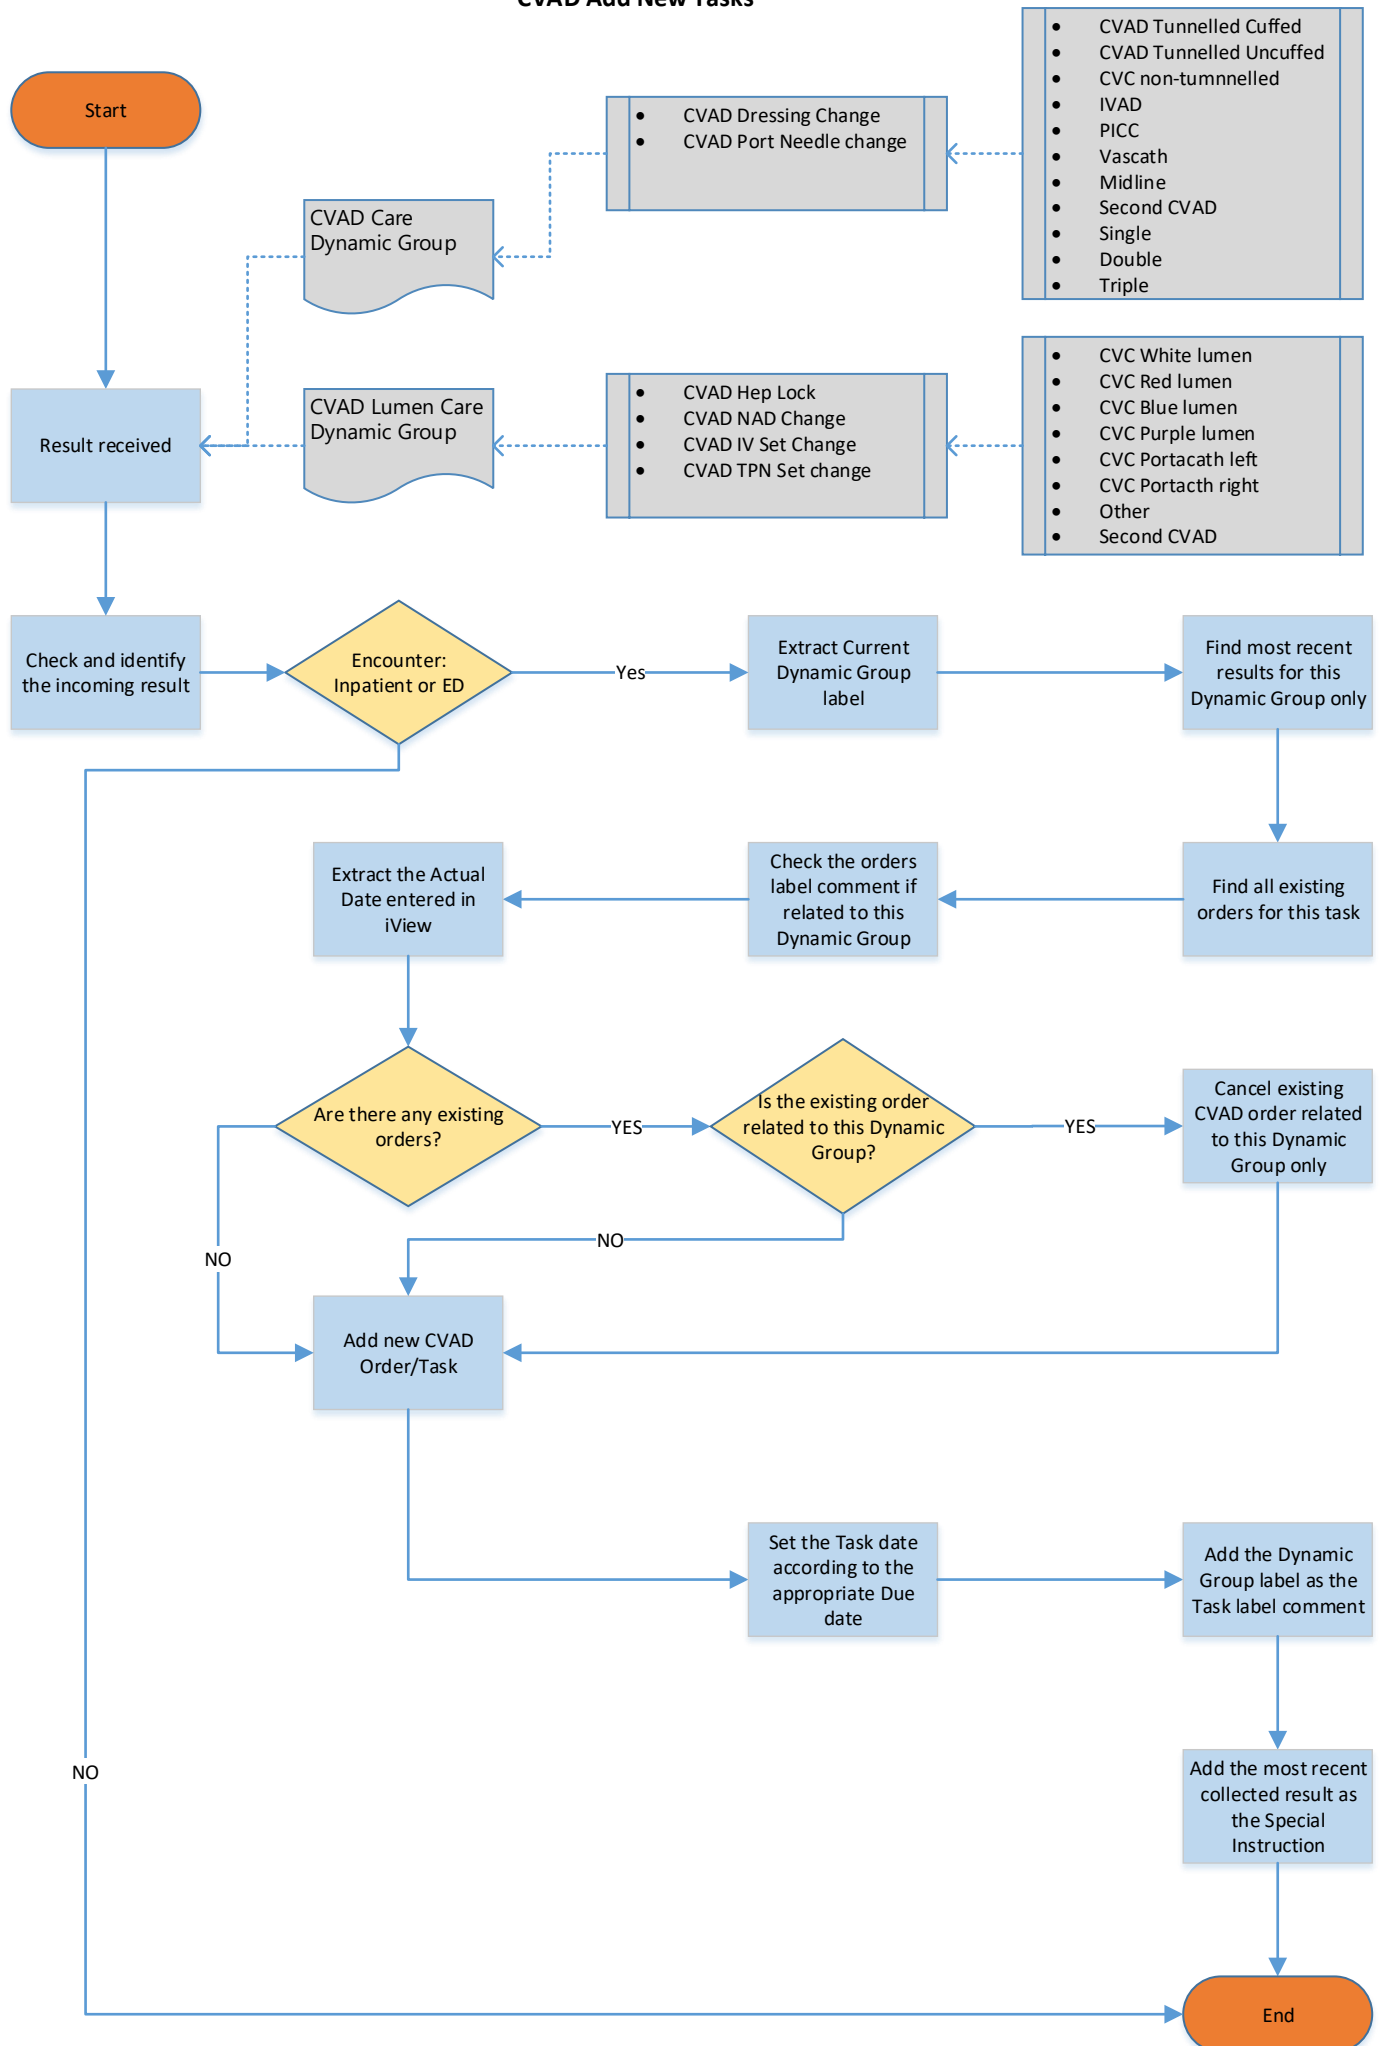 CVAD Add New Tasks
Start
• CVAD Tunnelled Cuffed
• CVAD Tunnelled Uncuffed
• CVC non-tumnnelled
• IVAD
• PICC
• Vascath
• Midline
• Second CVAD
• Single
• Double
• Triple
• CVAD Dressing Change
• CVAD Port Needle change
CVAD Care
Dynamic Group
Result received
CVAD Lumen Care
Dynamic Group
• CVAD Hep Lock
• CVAD NAD Change
• CVAD IV Set Change
• CVAD TPN Set change
• CVC White lumen
• CVC Red lumen
• CVC Blue lumen
• CVC Purple lumen
• CVC Portacath left
• CVC Portacth right
• Other
• Second CVAD
Check and identify
the incoming result
Encounter:
Inpatient or ED
Yes
Extract Current
Dynamic Group
label
Find most recent
results for this
Dynamic Group only
Extract the Actual
Date entered in
iView
Check the orders
label comment if
related to this
Dynamic Group
Find all existing
orders for this task
Are there any existing
orders?
YES
Is the existing order
related to this Dynamic
Group?
YES
Cancel existing
CVAD order related
to this Dynamic
Group only
NO
NO
Add new CVAD
Order/Task
Set the Task date
according to the
appropriate Due
date
Add the Dynamic
Group label as the
Task label comment
NO
Add the most recent
collected result as
the Special
Instruction
End